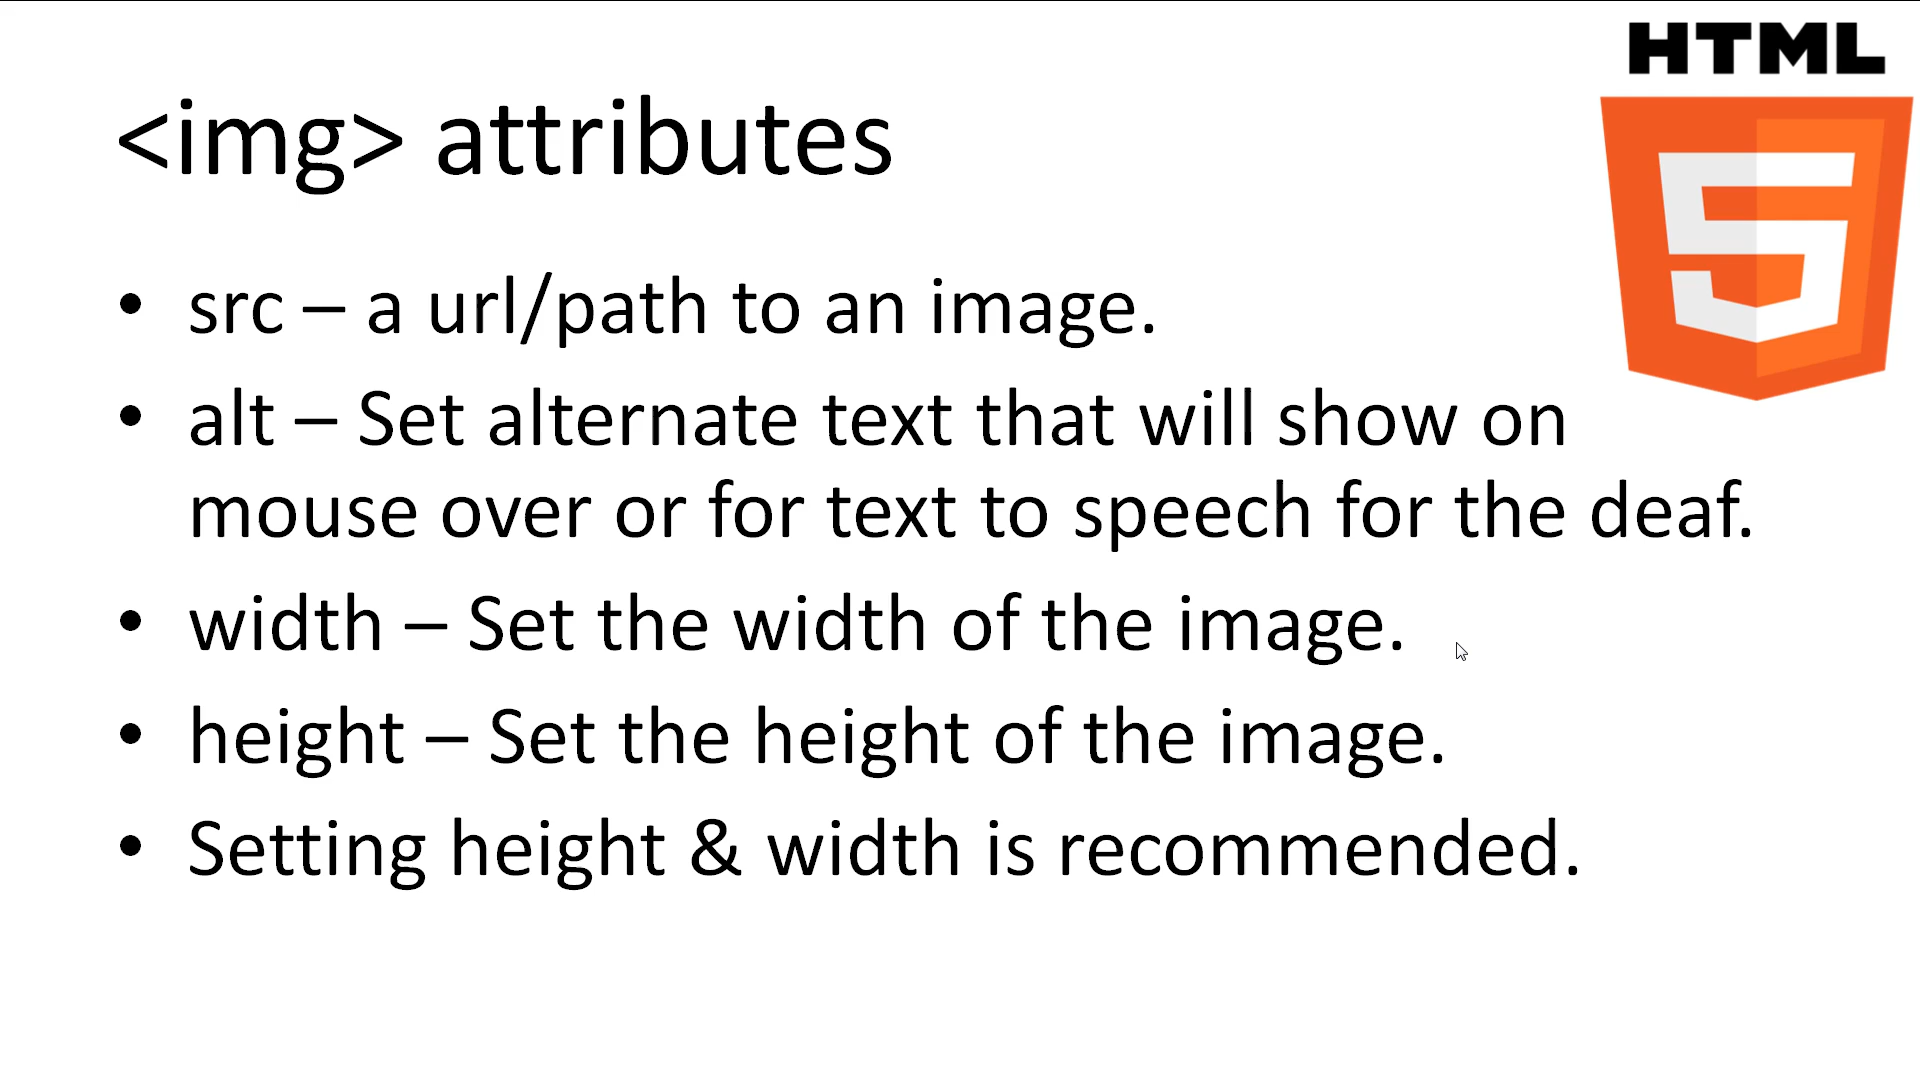 HTML
5
<img> attributes
• src – a url/path to an image.
• alt – Set alternate text that will show on
mouse over or for text to speech for the deaf.
• width – Set the width of the image.
• height – Set the height of the image.
• Setting height & width is recommended.